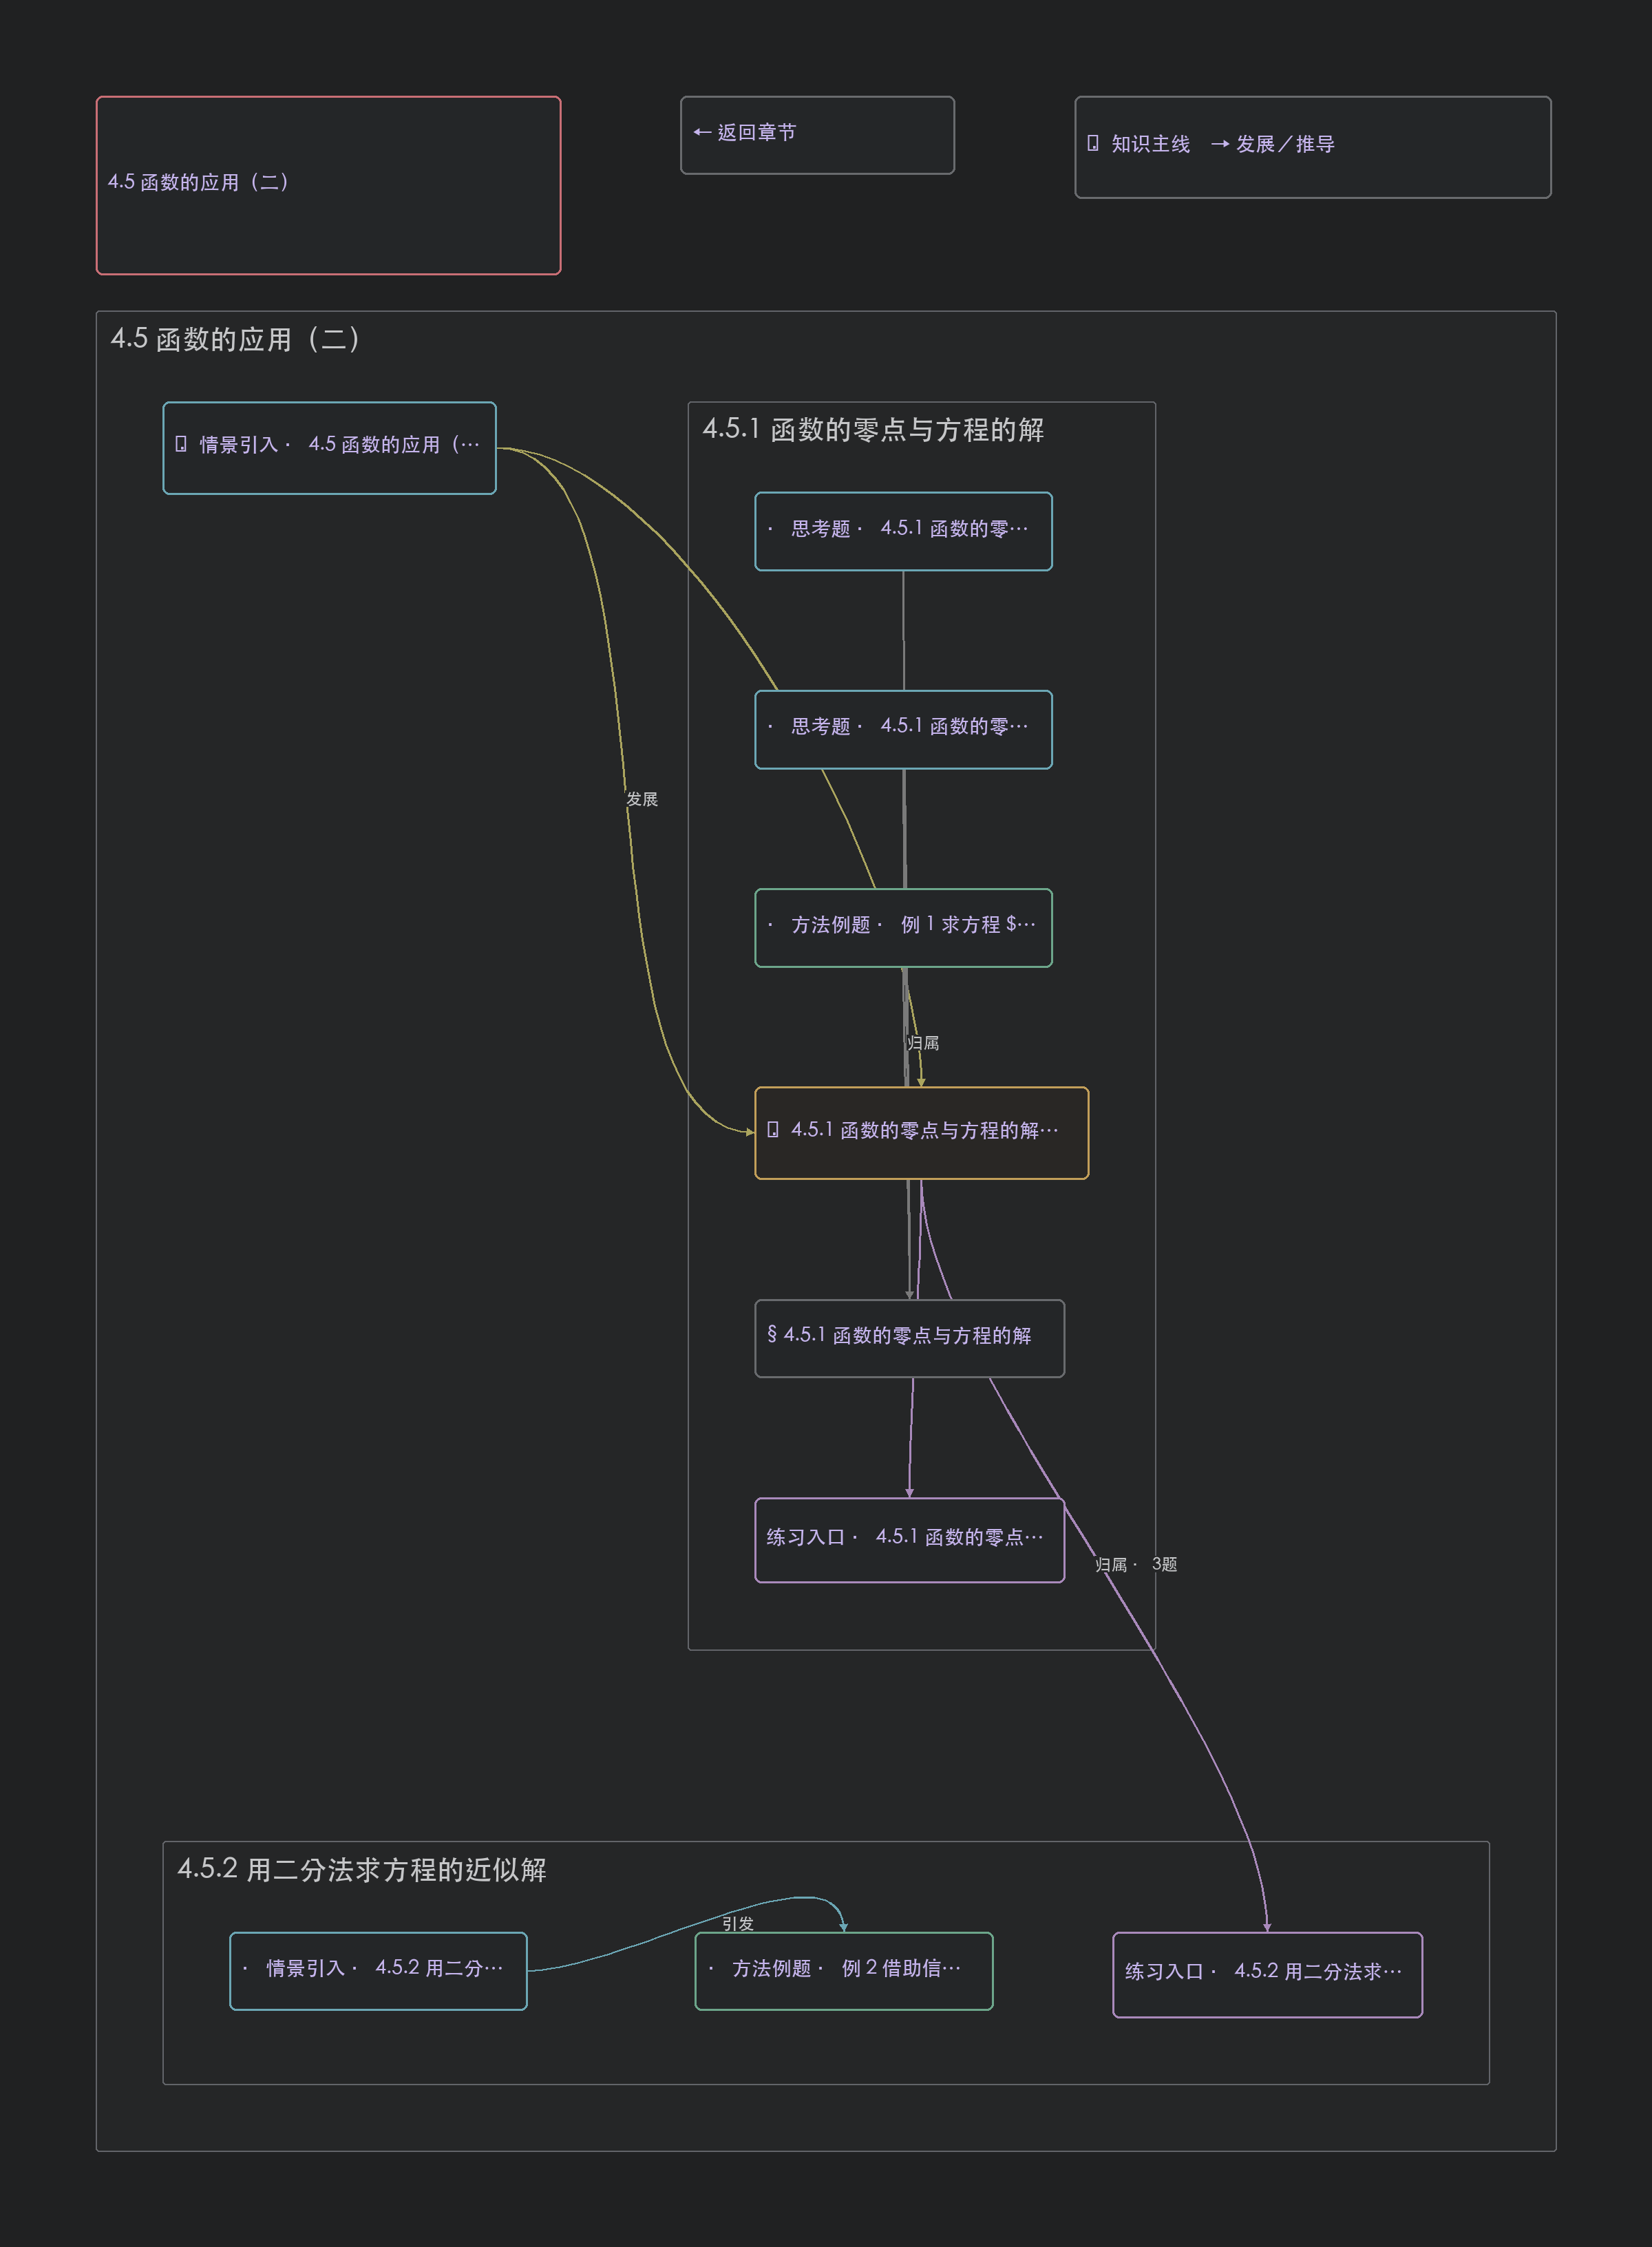 4.5 函数的应用（二）
← 返回章节
知识主线 → 发展／推导
4.5 函数的应用（二）
情景引入 · 4.5 函数的应用（…
4.5.1 函数的零点与方程的解
· 思考题 · 4.5.1 函数的零…
· 思考题 · 4.5.1 函数的零…
发展
· 方法例题 · 例 1 求方程 $…
归属
4.5.1 函数的零点与方程的解…
§ 4.5.1 函数的零点与方程的解
练习入口 · 4.5.1 函数的零点…
归属 · 3题
4.5.2 用二分法求方程的近似解
引发
· 情景引入 · 4.5.2 用二分…
· 方法例题 · 例 2 借助信…
练习入口 · 4.5.2 用二分法求…